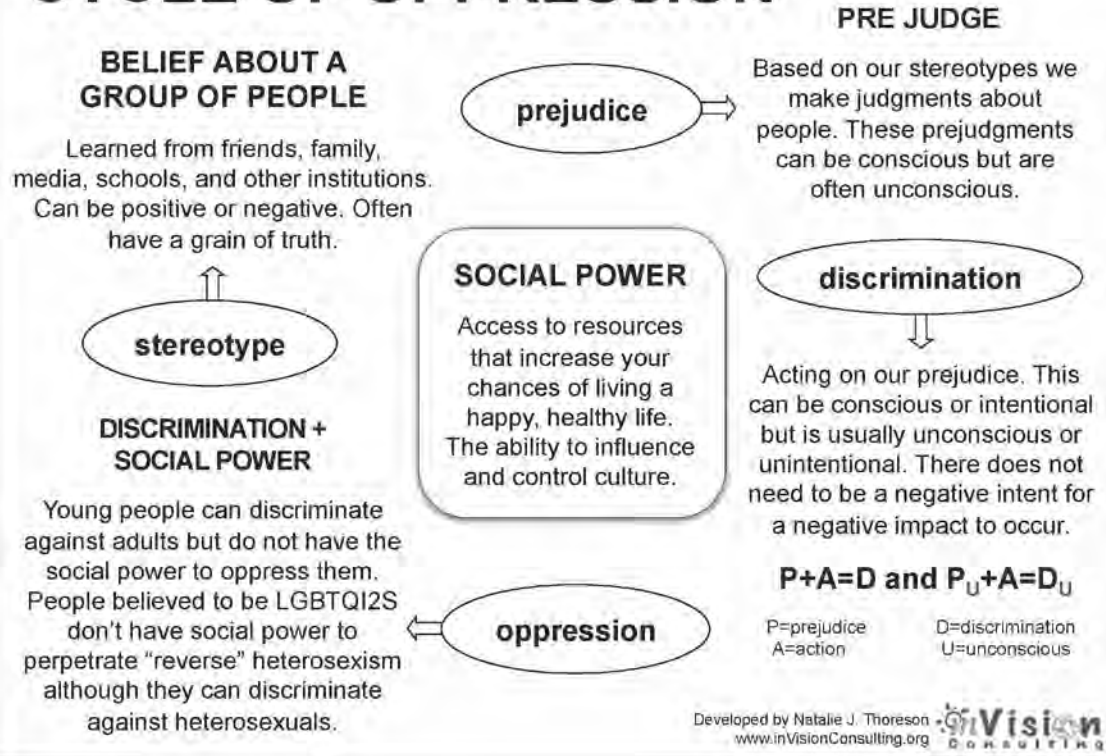 CYCLE OF OPPRESSION
BELIEF ABOUT A
GROUP OF PEOPLE
Learned from friends, family,
media, schools, and other institutions.
Can be positive or negative. Often
have a grain of truth.
stereotype
prejudice
PRE JUDGE
Based on our stereotypes we
make judgments about
people. These prejudgments
can be conscious but are
often unconscious.
discrimination
Acting on our prejudice. This
can be conscious or intentional
but is usually unconscious or
unintentional. There does not
need to be a negative intent for
a negative impact to occur.
P+A=D and Pᵤ+A=Dᵤ
P=prejudice D=discrimination
A=action U=unconscious
SOCIAL POWER
Access to resources
that increase your
chances of living a
happy, healthy life.
The ability to influence
and control culture.
oppression
DISCRIMINATION +
SOCIAL POWER
Young people can discriminate
against adults but do not have the
social power to oppress them.
People believed to be LGBTQI2S
don't have social power to
perpetrate “reverse” heterosexism
although they can discriminate
against heterosexuals.
Developed by Natalie J. Thoreson -
www.inVisionConsulting.org
inVision
Consulting